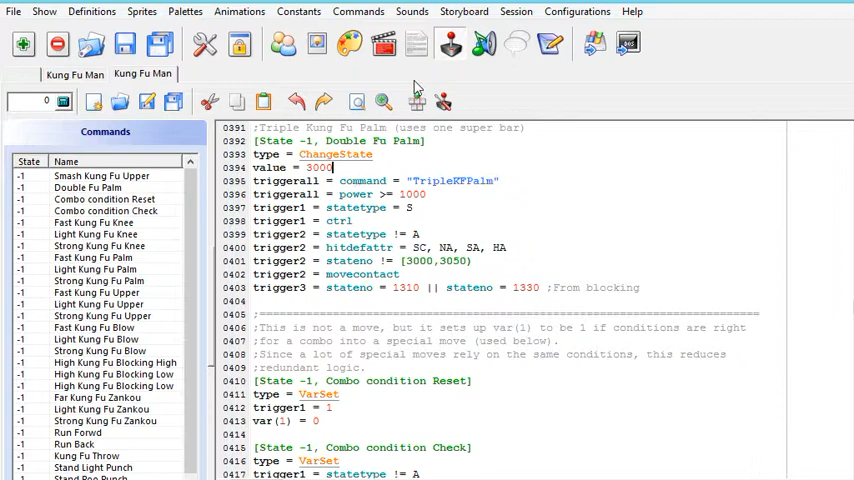 File Show Definitions Sprites Palettes Animations Constants Commands Sounds Storyboard Session Configurations Help
Kung Fu Man Kung Fu Man
0
Commands
State Name
-1 Smash Kung Fu Upper
-1 Double Fu Palm
-1 Combo condition Reset
-1 Combo condition Check
-1 Fast Kung Fu Knee
-1 Light Kung Fu Knee
-1 Strong Kung Fu Knee
-1 Fast Kung Fu Palm
-1 Light Kung Fu Palm
-1 Strong Kung Fu Palm
-1 Fast Kung Fu Upper
-1 Light Kung Fu Upper
-1 Strong Kung Fu Upper
-1 Fast Kung Fu Blow
-1 Light Kung Fu Blow
-1 Strong Kung Fu Blow
-1 High Kung Fu Blocking High
-1 High Kung Fu Blocking Low
-1 High Kung Fu Blocking Low
-1 Far Kung Fu Zankou
-1 Light Kung Fu Zankou
-1 Strong Kung Fu Zankou
-1 Run Forwd
-1 Run Back
-1 Kung Fu Throw
-1 Stand Light Punch
0391 ;Triple Kung Fu Palm (uses one super bar)
0392 [State -1, Double Fu Palm]
0393 type = ChangeState
0394 value = 3000
0395 triggerall = command = "TripleKFPalm"
0396 triggerall = power >= 1000
0397 trigger1 = statetype = S
0398 trigger1 = ctrl
0399 trigger2 = statetype != A
0400 trigger2 = hitdefattr = SC, NA, SA, HA
0401 trigger2 = stateno != [3000,3050)
0402 trigger2 = movecontact
0403 trigger3 = stateno = 1310 || stateno = 1330 ;From blocking
0404
0405 ;===========================================================================
0406 ;This is not a move, but it sets up var(1) to be 1 if conditions are right
0407 ;for a combo into a special move (used below).
0408 ;Since a lot of special moves rely on the same conditions, this reduces
0409 ;redundant logic.
0410 [State -1, Combo condition Reset]
0411 type = VarSet
0412 trigger1 = 1
0413 var(1) = 0
0414
0415 [State -1, Combo condition Check]
0416 type = VarSet
0417 trigger1 = statetype != A